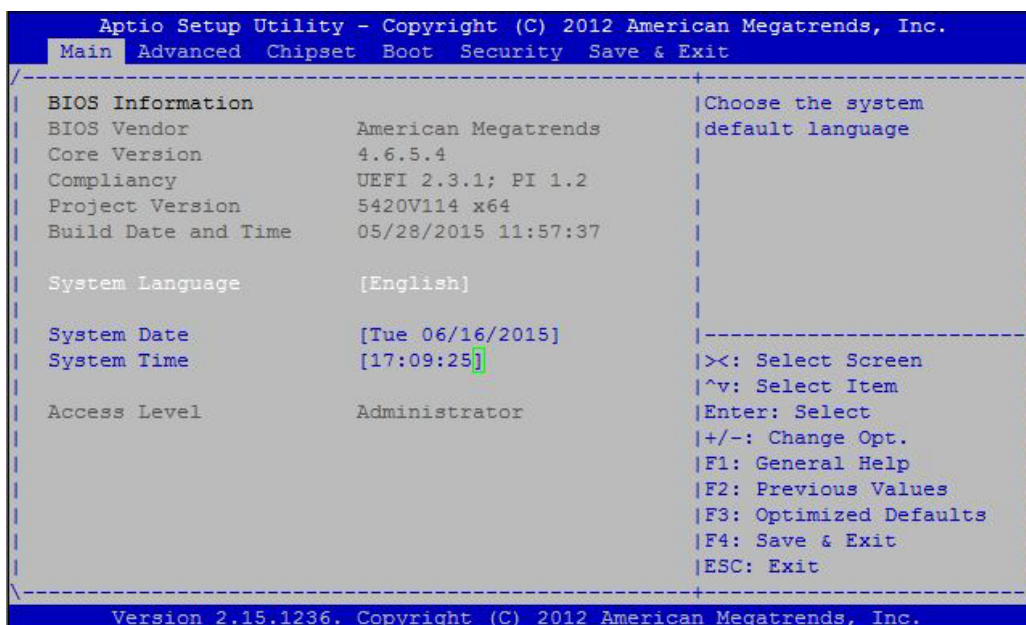 Aptio Setup Utility - Copyright (C) 2012 American Megatrends, Inc.
Main Advanced Chipset Boot Security Save & Exit
/----------------------------------------------------+------------------------
| BIOS Information |Choose the system
| BIOS Vendor American Megatrends |default language
| Core Version 4.6.5.4 |
| Compliancy UEFI 2.3.1; PI 1.2 |
| Project Version 5420V114 x64 |
| Build Date and Time 05/28/2015 11:57:37 |
| |
| System Language [English] |
| |
| System Date [Tue 06/16/2015] |------------------------
| System Time [17:09:25] |><: Select Screen
| |^v: Select Item
| Access Level Administrator |Enter: Select
| |+/-: Change Opt.
| |F1: General Help
| |F2: Previous Values
| |F3: Optimized Defaults
| |F4: Save & Exit
| |ESC: Exit
\----------------------------------------------------+------------------------
Version 2.15.1236. Copyright (C) 2012 American Megatrends, Inc.